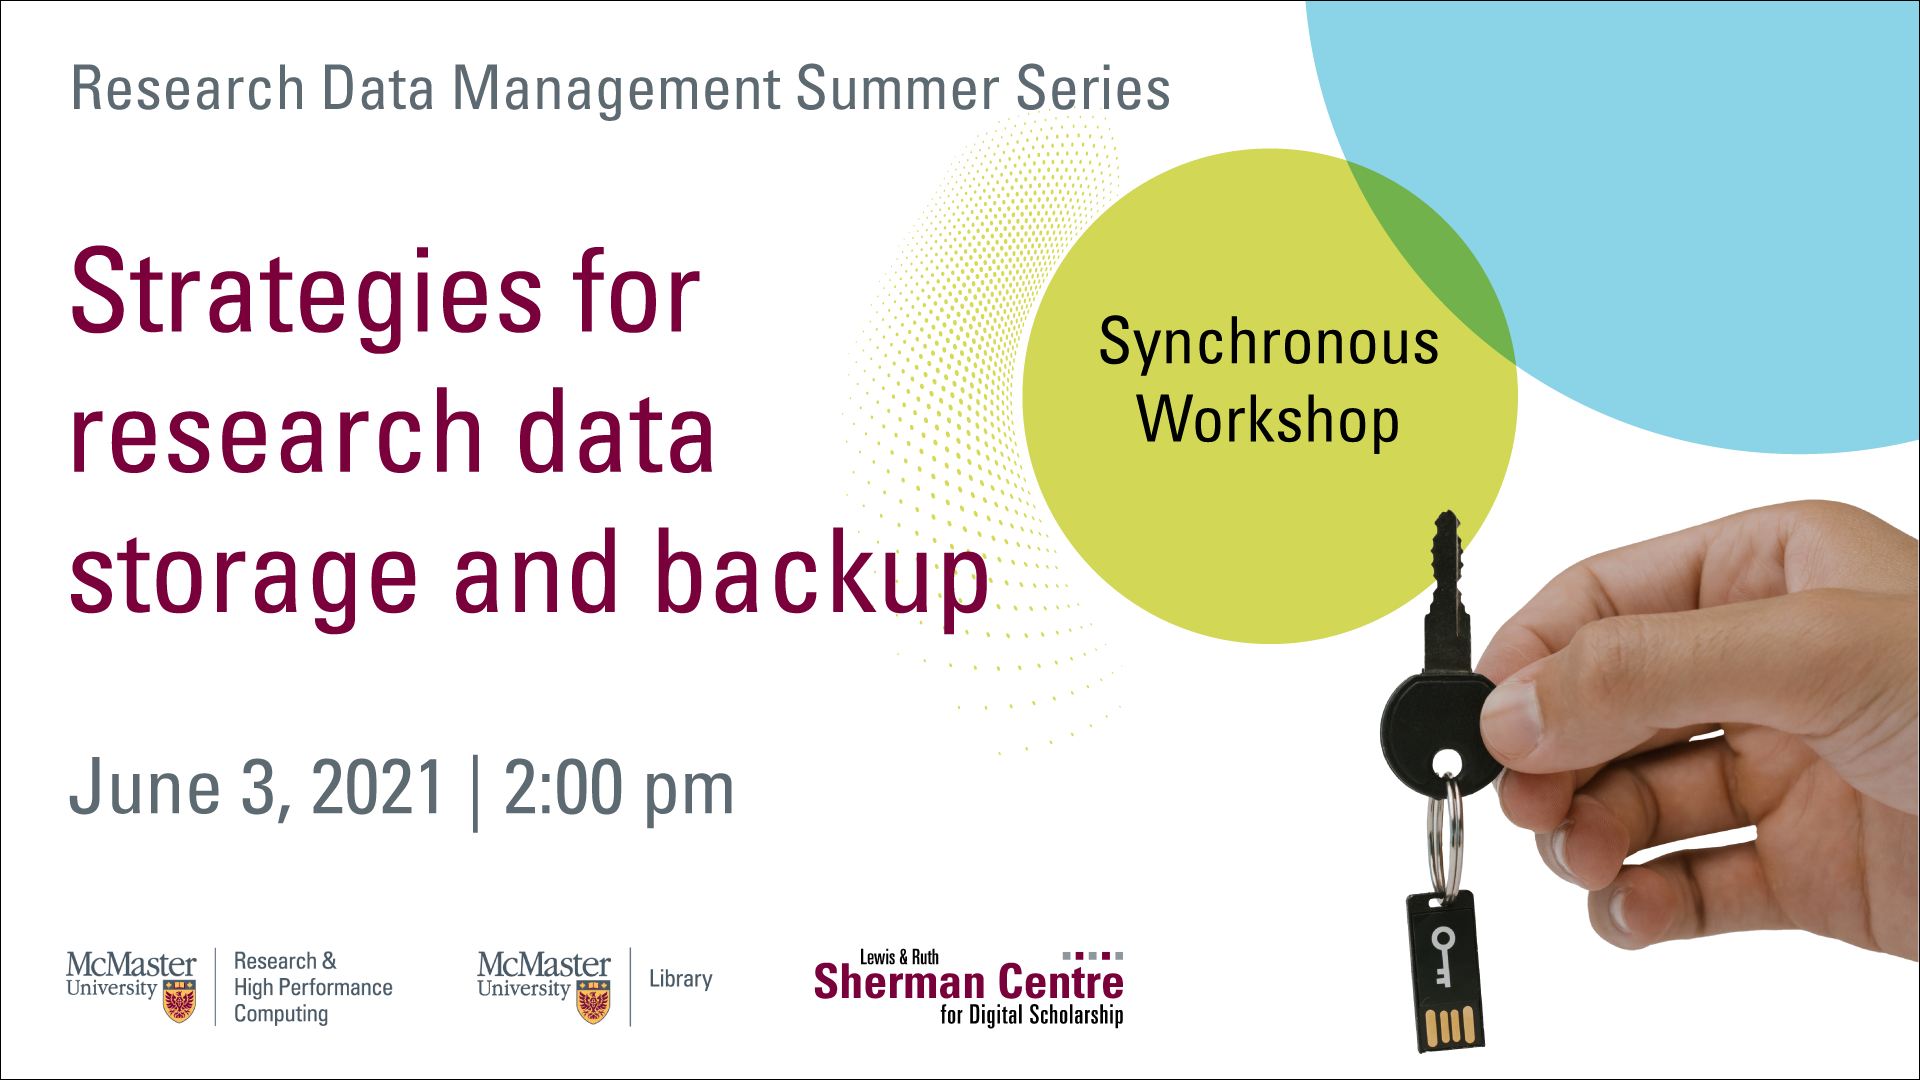 Research Data Management Summer Series
Strategies for
research data
storage and backup
Synchronous
Workshop
June 3, 2021 | 2:00 pm
McMaster
University
Research &
High Performance
Computing
McMaster
University
Library
Lewis & Ruth
Sherman Centre
for Digital Scholarship